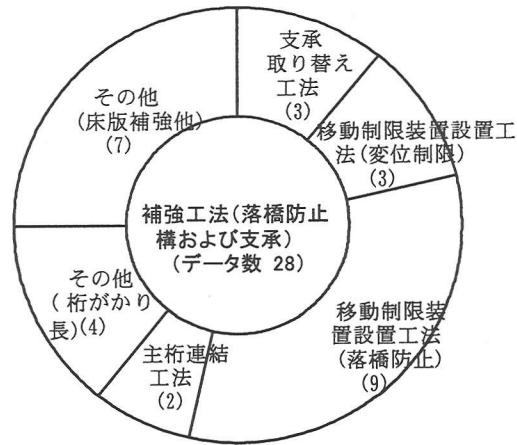 支承
取り替え
工法
(3)
移動制限装置設置工
法(変位制限)
(3)
移動制限装
置設置工法
(落橋防止)
(9)
主桁連結
工法
(2)
その他
(桁がかり
長)(4)
その他
(床版補強他)
(7)
補強工法(落橋防止
構および支承)
(データ数 28)